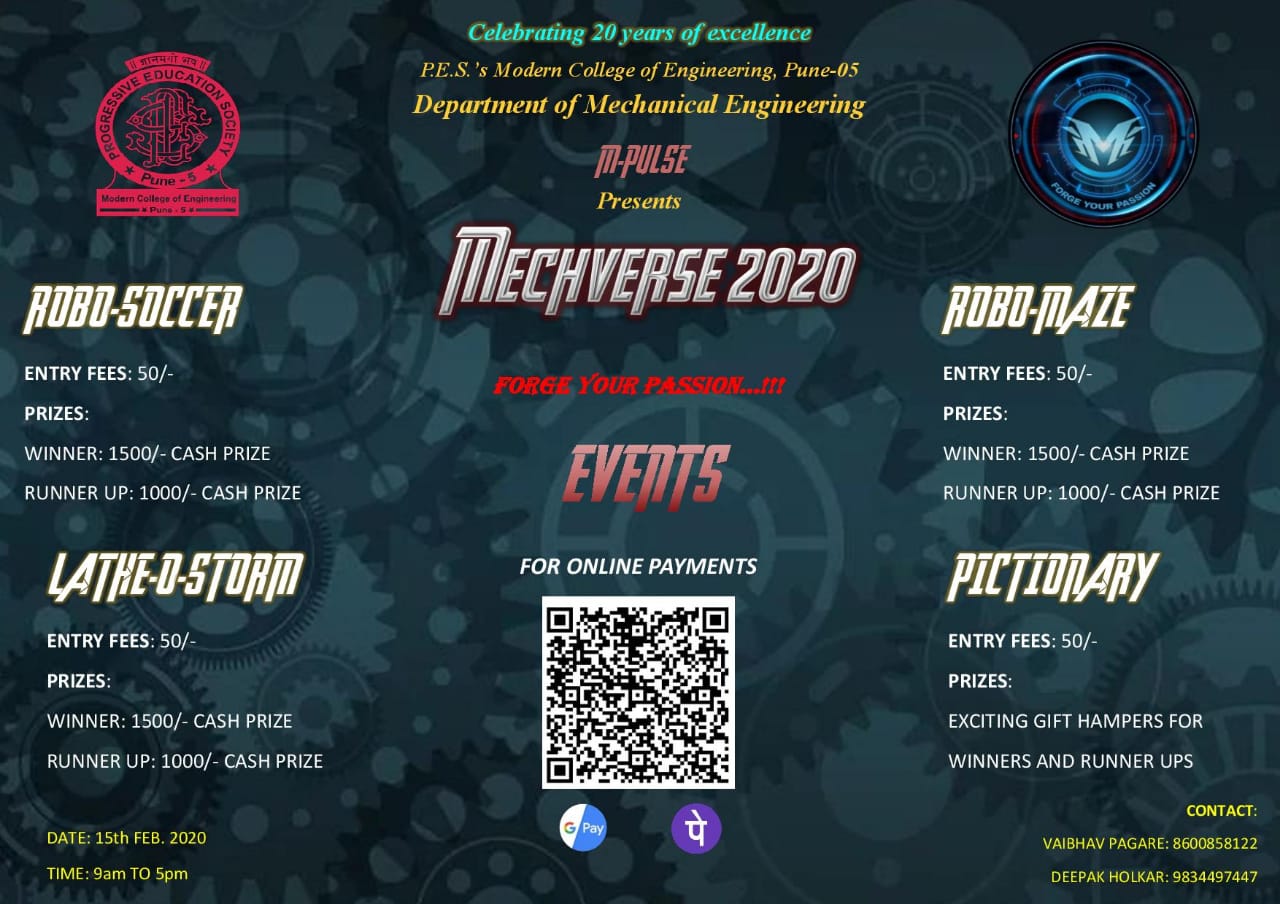 Celebrating 20 years of excellence
P.E.S.'s Modern College of Engineering, Pune-05
Department of Mechanical Engineering
M-PULSE
Presents
MECHVERSE 2020
FORGE YOUR PASSION...!!!
EVENTS
|| ज्ञानमयो भव ||
PROGRESSIVE EDUCATION SOCIETY
Pune - 5
Modern College of Engineering
Pune - 5
FORGE YOUR PASSION
ROBO-SOCCER
ENTRY FEES: 50/-
PRIZES:
WINNER: 1500/- CASH PRIZE
RUNNER UP: 1000/- CASH PRIZE
ROBO-MAZE
ENTRY FEES: 50/-
PRIZES:
WINNER: 1500/- CASH PRIZE
RUNNER UP: 1000/- CASH PRIZE
LATHE-O-STORM
ENTRY FEES: 50/-
PRIZES:
WINNER: 1500/- CASH PRIZE
RUNNER UP: 1000/- CASH PRIZE
PICTIONARY
ENTRY FEES: 50/-
PRIZES:
EXCITING GIFT HAMPERS FOR
WINNERS AND RUNNER UPS
FOR ONLINE PAYMENTS
G Pay
पे
DATE: 15th FEB. 2020
TIME: 9am TO 5pm
CONTACT:
VAIBHAV PAGARE: 8600858122
DEEPAK HOLKAR: 9834497447